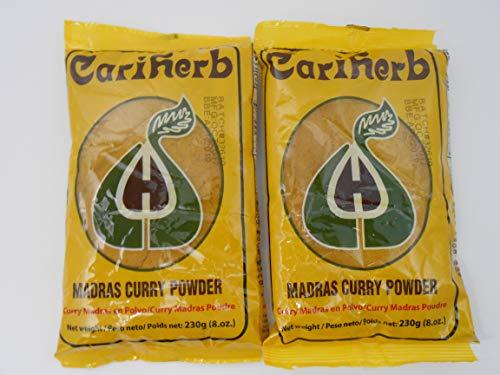 Cariherb
MADRAS CURRY POWDER
Curry Madras en Polvo/Curry Madras Poudre
Net weight / Peso neto/ Poids net: 230g (8.oz.)
Cariherb
MADRAS CURRY POWDER
Curry Madras en Polvo/Curry Madras Poudre
Net weight / Peso neto/ Poids net: 230g (8.oz.)